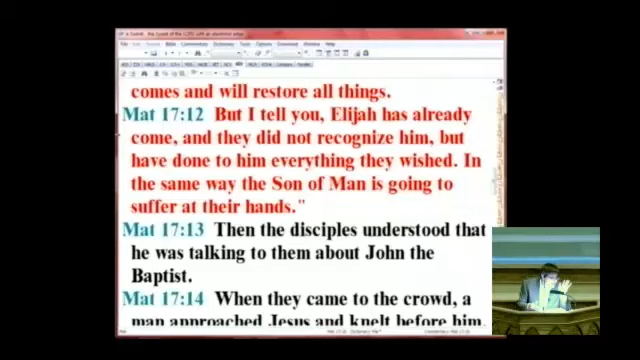 comes and will restore all things.
Mat 17:12 But I tell you, Elijah has already
come, and they did not recognize him, but
have done to him everything they wished. In
the same way the Son of Man is going to
suffer at their hands."
Mat 17:13 Then the disciples understood that
he was talking to them about John the
Baptist.
Mat 17:14 When they came to the crowd, a
man approached Jesus and knelt before him,